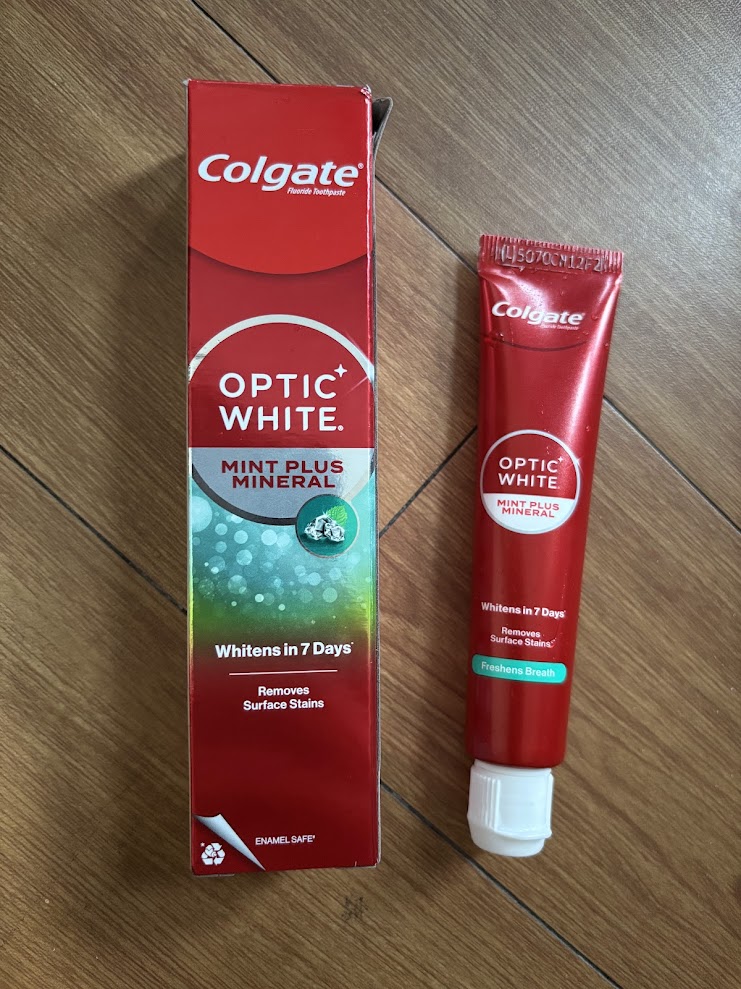 Colgate®
Fluoride Toothpaste
OPTIC
WHITE.
MINT PLUS
MINERAL
Whitens in 7 Days*
Removes
Surface Stains
ENAMEL SAFE*
*
(L)5070CN12F2
Colgate
Fluoride Toothpaste
OPTIC
WHITE.
MINT PLUS
MINERAL
Whitens in 7 Days*
Removes
Surface Stains
Freshens Breath